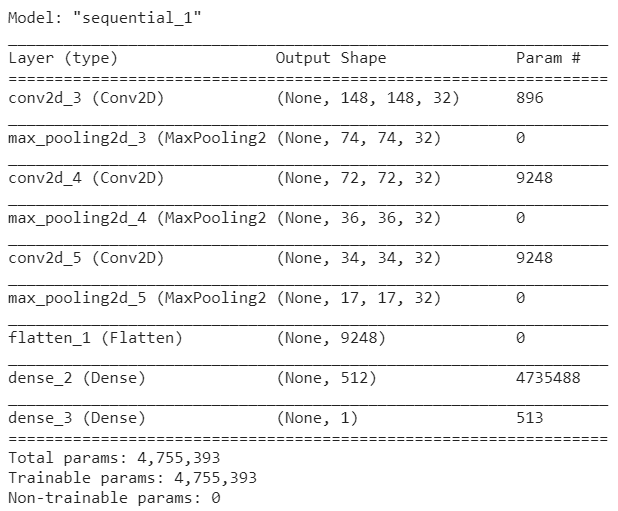 Model: "sequential_1"
_________________________________________________________________
Layer (type)                 Output Shape              Param #
=================================================================
conv2d_3 (Conv2D)            (None, 148, 148, 32)      896
_________________________________________________________________
max_pooling2d_3 (MaxPooling2 (None, 74, 74, 32)        0
_________________________________________________________________
conv2d_4 (Conv2D)            (None, 72, 72, 32)        9248
_________________________________________________________________
max_pooling2d_4 (MaxPooling2 (None, 36, 36, 32)        0
_________________________________________________________________
conv2d_5 (Conv2D)            (None, 34, 34, 32)        9248
_________________________________________________________________
max_pooling2d_5 (MaxPooling2 (None, 17, 17, 32)        0
_________________________________________________________________
flatten_1 (Flatten)          (None, 9248)              0
_________________________________________________________________
dense_2 (Dense)              (None, 512)               4735488
_________________________________________________________________
dense_3 (Dense)              (None, 1)                 513
=================================================================
Total params: 4,755,393
Trainable params: 4,755,393
Non-trainable params: 0